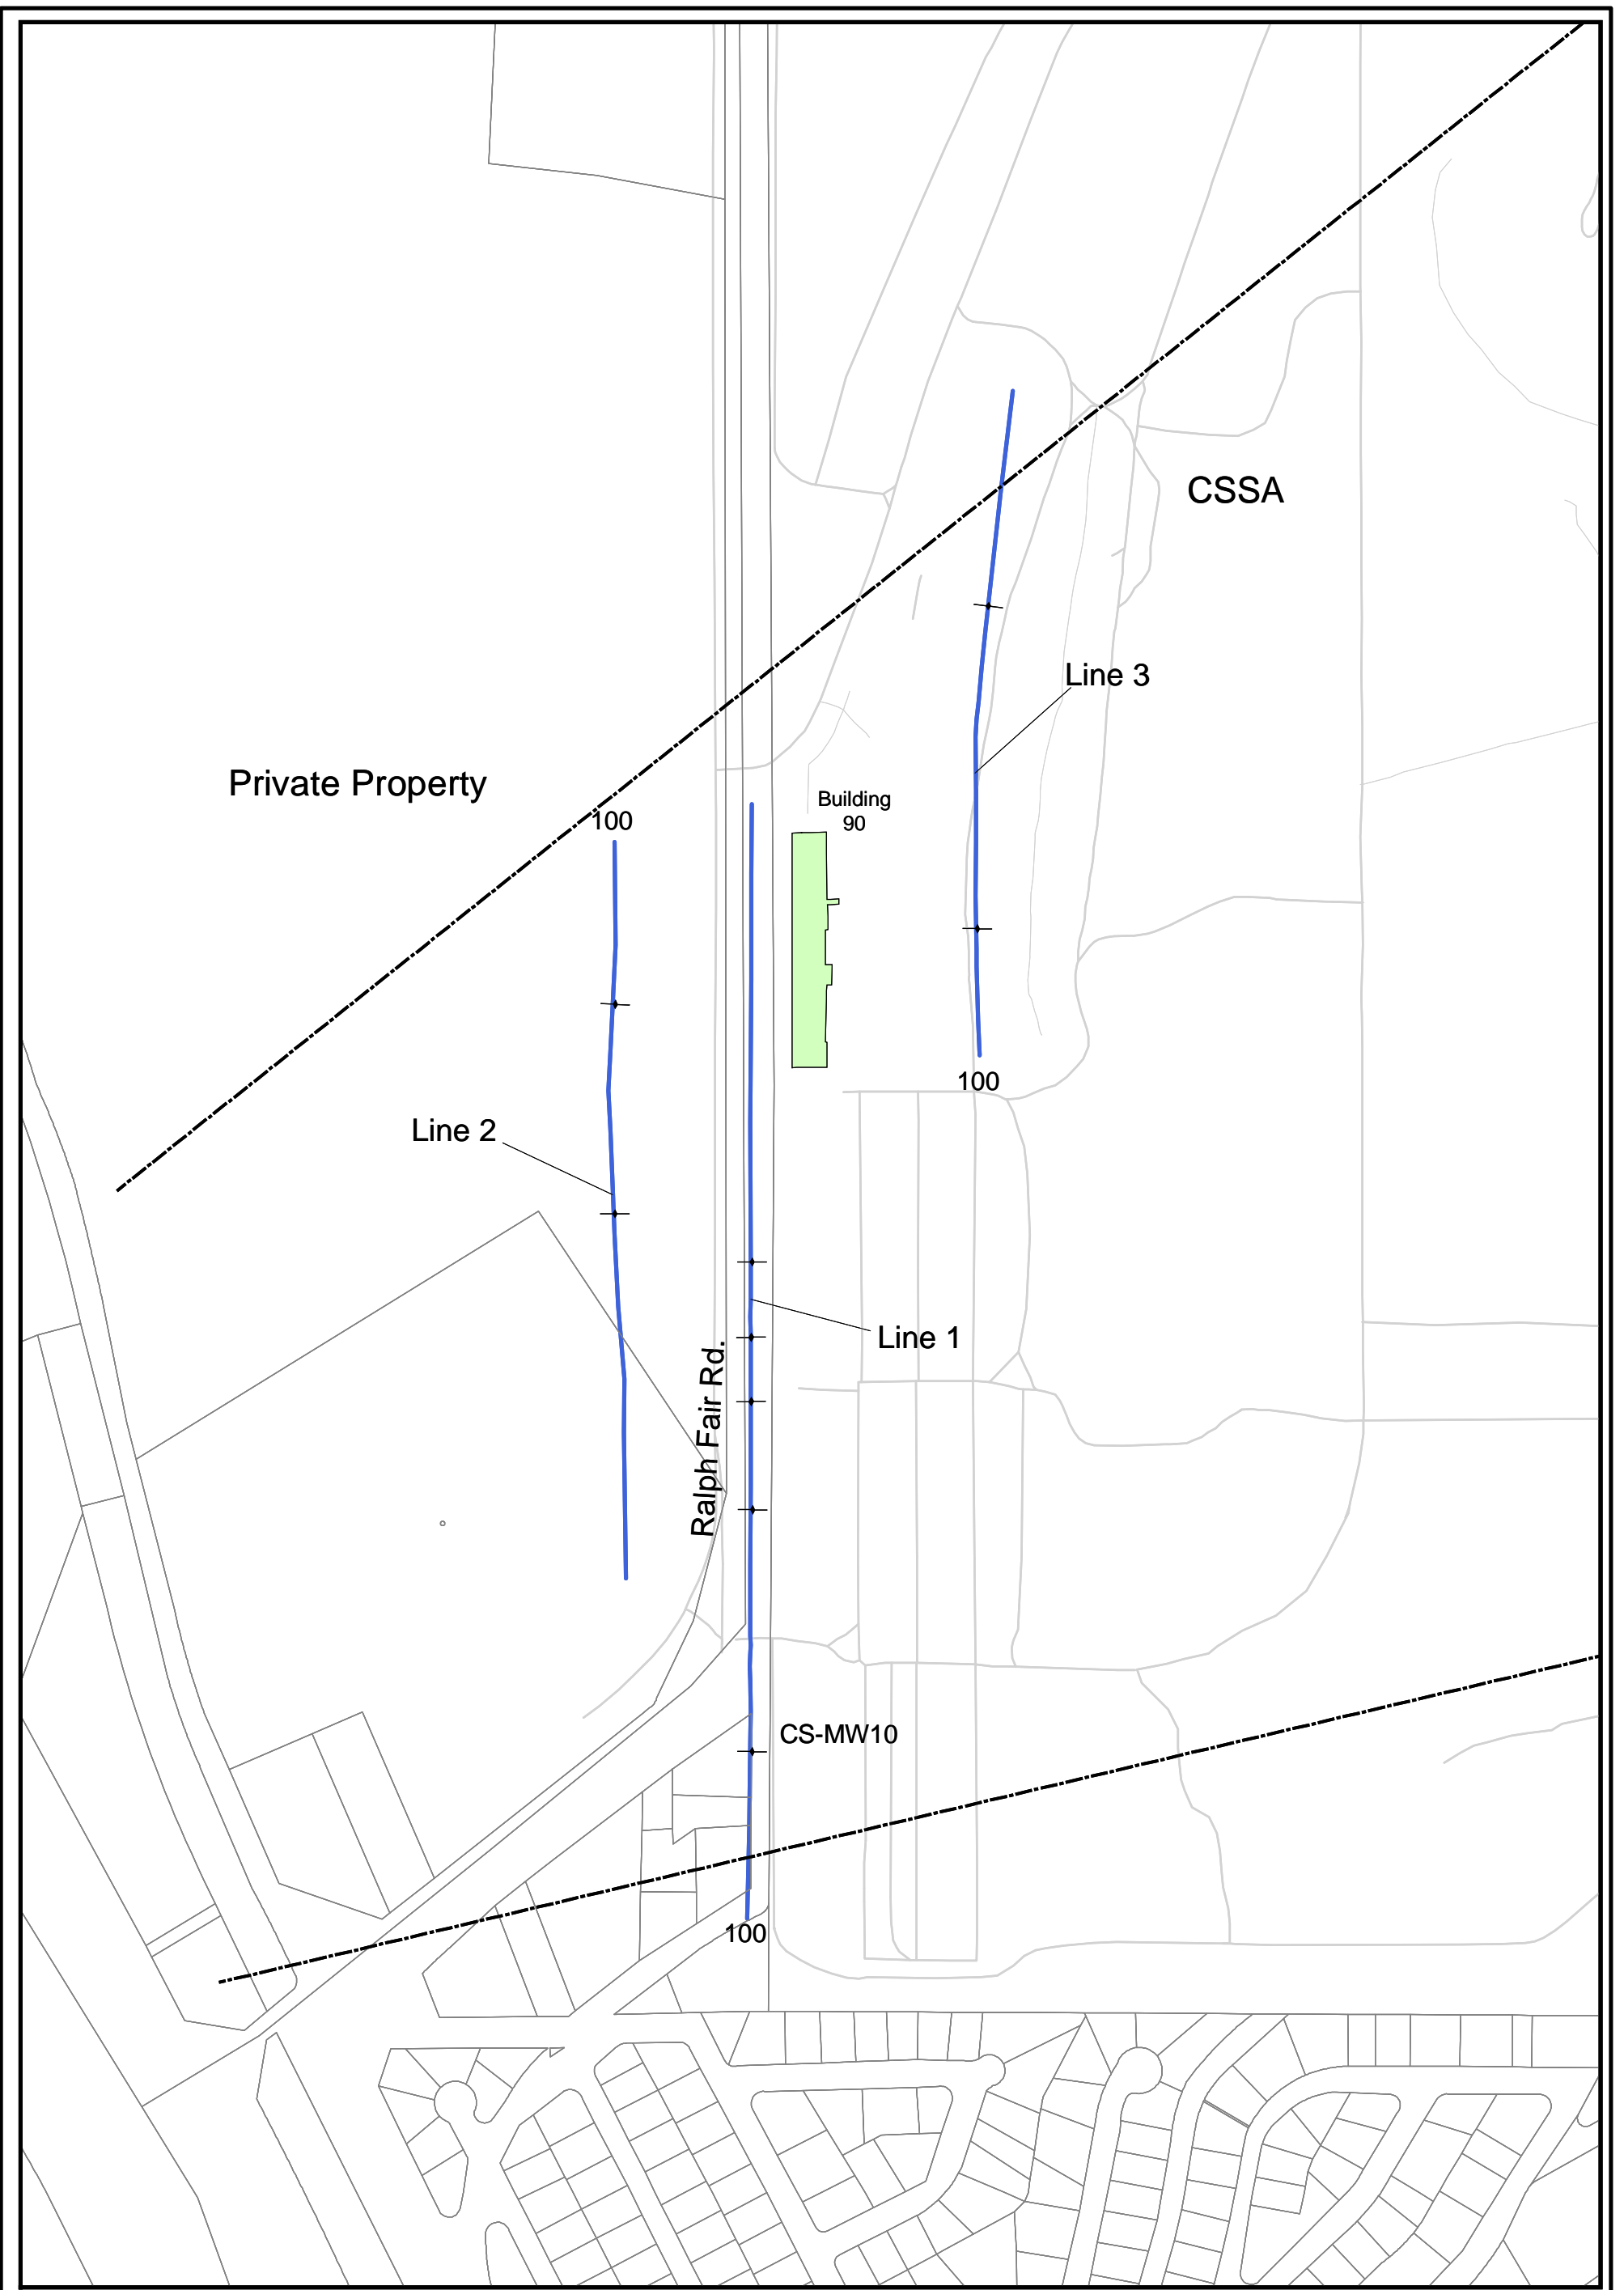 CSSA
Line 3
Private Property
Building
90
100
100
Line 2
Line 1
Ralph Fair Rd.
CS-MW10
100